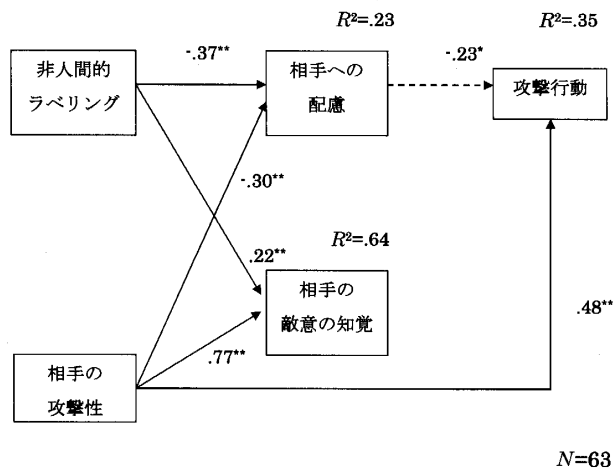 R²=.23
R²=.35
-.37**
-.23*
非人間的
ラベリング
相手への
配慮
攻撃行動
-.30**
R²=.64
.22**
相手の
敵意の知覚
.48**
.77**
相手の
攻撃性
N=63